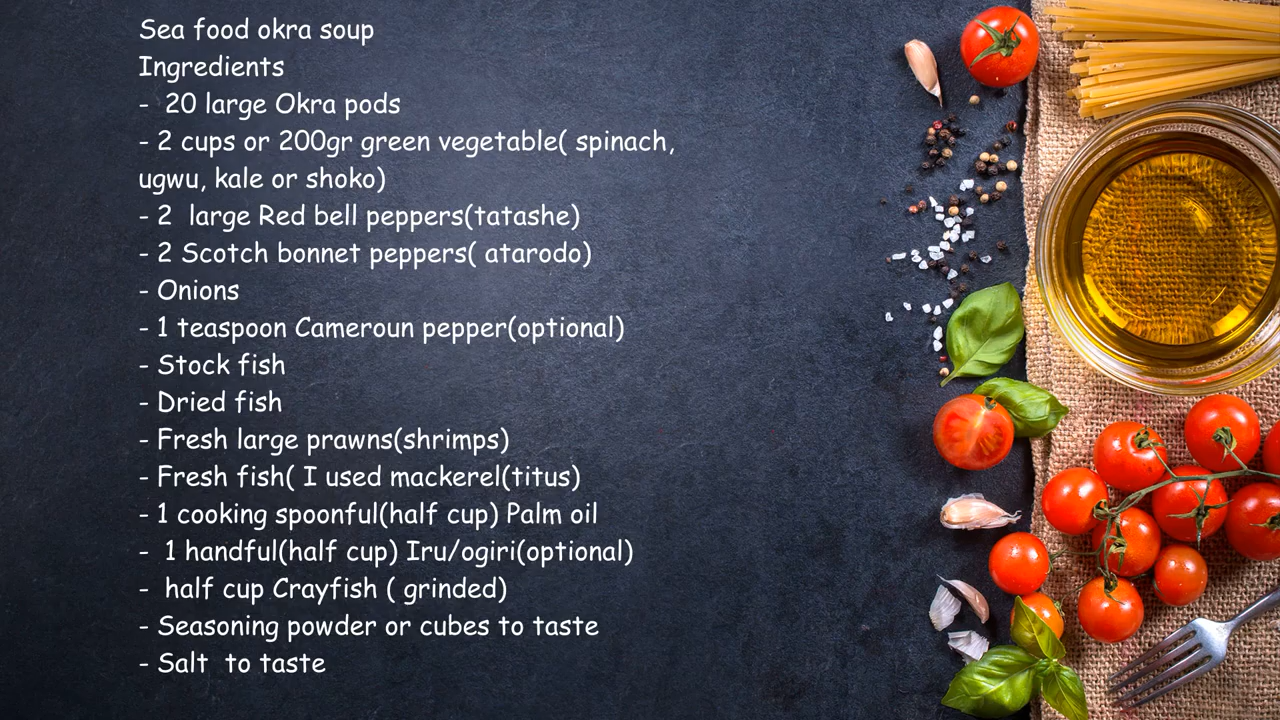 Sea food okra soup
Ingredients
-  20 large Okra pods
- 2 cups or 200gr green vegetable( spinach,
ugwu, kale or shoko)
- 2  large Red bell peppers(tatashe)
- 2 Scotch bonnet peppers( atarodo)
- Onions
- 1 teaspoon Cameroun pepper(optional)
- Stock fish
- Dried fish
- Fresh large prawns(shrimps)
- Fresh fish( I used mackerel(titus)
- 1 cooking spoonful(half cup) Palm oil
-  1 handful(half cup) Iru/ogiri(optional)
-  half cup Crayfish ( grinded)
- Seasoning powder or cubes to taste
- Salt  to taste